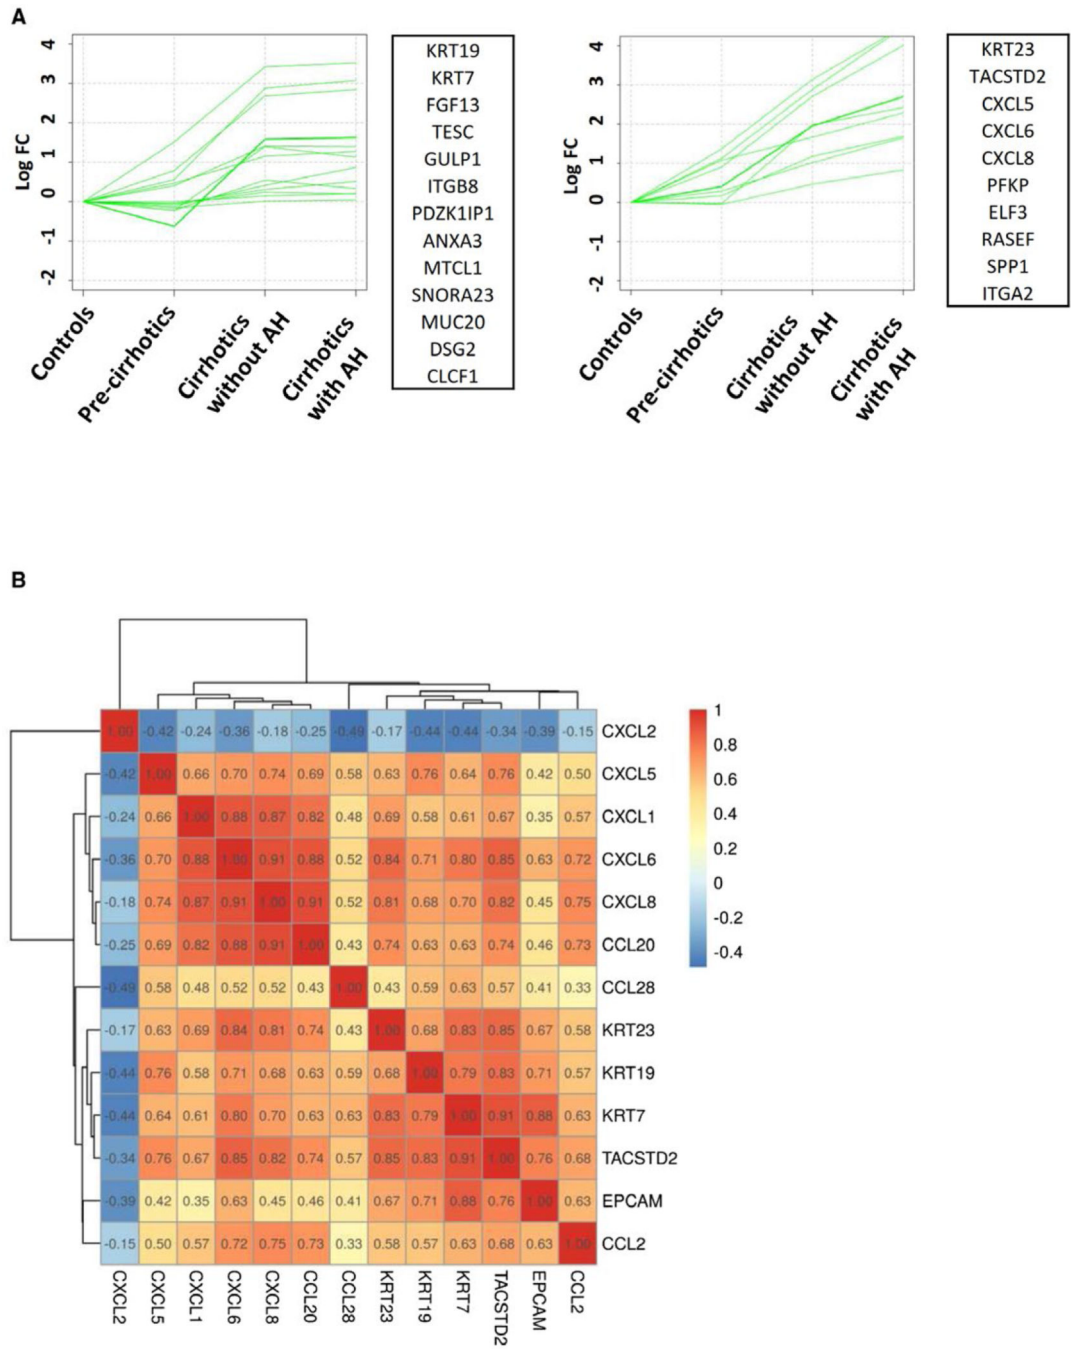 A
4
3
2
1
0
-1
-2
Log FC
Controls
Pre-cirrhotics
Cirrhotics
without AH
Cirrhotics
with AH
KRT19
KRT7
FGF13
TESC
GULP1
ITGB8
PDZK1IP1
ANXA3
MTCL1
SNORA23
MUC20
DSG2
CLCF1
4
3
2
1
0
-1
-2
Log FC
Controls
Pre-cirrhotics
Cirrhotics
without AH
Cirrhotics
with AH
KRT23
TACSTD2
CXCL5
CXCL6
CXCL8
PFKP
ELF3
RASEF
SPP1
ITGA2
B
1.00 -0.42 -0.24 -0.36 -0.18 -0.25 -0.49 -0.17 -0.44 -0.44 -0.34 -0.39 -0.15 CXCL2
-0.42 1.00 0.66 0.70 0.74 0.69 0.58 0.63 0.76 0.64 0.76 0.42 0.50 CXCL5
-0.24 0.66 1.00 0.88 0.87 0.82 0.48 0.69 0.58 0.61 0.67 0.35 0.57 CXCL1
-0.36 0.70 0.88 1.00 0.91 0.88 0.52 0.84 0.71 0.80 0.85 0.63 0.72 CXCL6
-0.18 0.74 0.87 0.91 1.00 0.91 0.52 0.81 0.68 0.70 0.82 0.45 0.75 CXCL8
-0.25 0.69 0.82 0.88 0.91 1.00 0.43 0.74 0.63 0.63 0.74 0.46 0.73 CCL20
-0.49 0.58 0.48 0.52 0.52 0.43 1.00 0.43 0.59 0.63 0.57 0.41 0.33 CCL28
-0.17 0.63 0.69 0.84 0.81 0.74 0.43 1.00 0.68 0.83 0.85 0.67 0.58 KRT23
-0.44 0.76 0.58 0.71 0.68 0.63 0.59 0.68 1.00 0.79 0.83 0.71 0.57 KRT19
-0.44 0.64 0.61 0.80 0.70 0.63 0.63 0.83 0.79 1.00 0.91 0.88 0.63 KRT7
-0.34 0.76 0.67 0.85 0.82 0.74 0.57 0.85 0.83 0.91 1.00 0.76 0.68 TACSTD2
-0.39 0.42 0.35 0.63 0.45 0.46 0.41 0.67 0.71 0.88 0.76 1.00 0.63 EPCAM
-0.15 0.50 0.57 0.72 0.75 0.73 0.33 0.58 0.57 0.63 0.68 0.63 1.00 CCL2
CXCL2 CXCL5 CXCL1 CXCL6 CXCL8 CCL20 CCL28 KRT23 KRT19 KRT7 TACSTD2 EPCAM CCL2
1
0.8
0.6
0.4
0.2
0
-0.2
-0.4